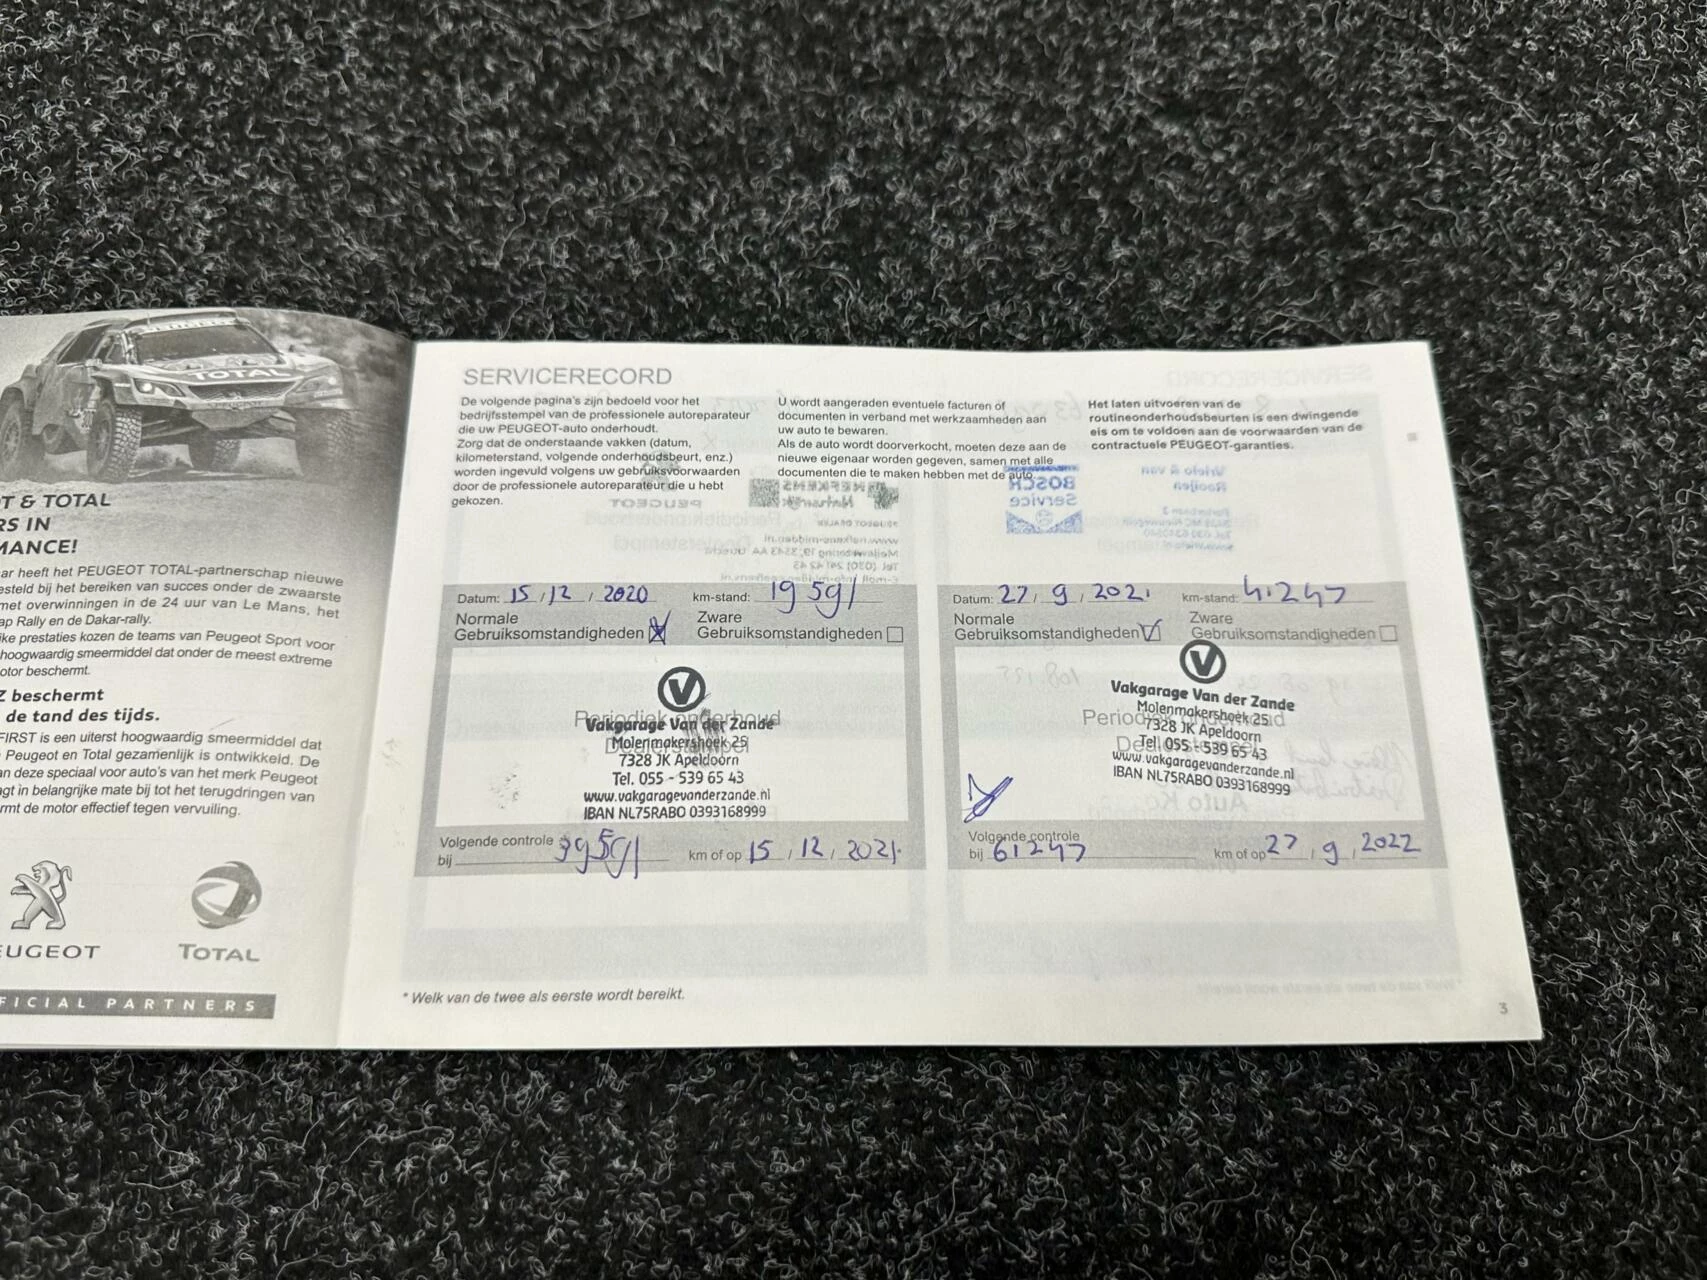 PEUGEOT
TOTAL
T & TOTAL
RS IN
MANCE!
ar heeft het PEUGEOT TOTAL-partnerschap nieuwe
esteld bij het bereiken van succes onder de zwaarste
met overwinningen in de 24 uur van Le Mans, het
ap Rally en de Dakar-rally.
ke prestaties kozen de teams van Peugeot Sport voor
hoogwaardig smeermiddel dat onder de meest extreme
otor beschermt.
Z beschermt
de tand des tijds.
FIRST is een uiterst hoogwaardig smeermiddel dat
Peugeot en Total gezamenlijk is ontwikkeld. De
an deze speciaal voor auto's van het merk Peugeot
agt in belangrijke mate bij tot het terugdringen van
rmt de motor effectief tegen vervuiling.
EUGEOT
TOTAL
FICIAL PARTNERS
SERVICERECORD
De volgende pagina's zijn bedoeld voor het
bedrijfsstempel van de professionele autoreparateur
die uw PEUGEOT-auto onderhoudt.
Zorg dat de onderstaande vakken (datum,
kilometerstand, volgende onderhoudsbeurt, enz.)
worden ingevuld volgens uw gebruiksvoorwaarden
door de professionele autoreparateur die u hebt
gekozen.
U wordt aangeraden eventuele facturen of
documenten in verband met werkzaamheden aan
uw auto te bewaren.
Als de auto wordt doorverkocht, moeten deze aan de
nieuwe eigenaar worden gegeven, samen met alle
documenten die te maken hebben met de auto.
Het laten uitvoeren van de
routineonderhoudsbeurten is een dwingende
eis om te voldoen aan de voorwaarden van de
contractuele PEUGEOT-garanties.
Datum: 15 / 12 / 2020 km-stand: 19591
Normale
Gebruiksomstandigheden
Zware
Gebruiksomstandigheden
Periodiek onderhoud
Dealerstempel
Vakgarage Van der Zande
Molenmakershoek 25
7328 JK Apeldoorn
Tel. 055 - 539 65 43
www.vakgaragevanderzande.nl
IBAN NL75RABO 0393168999
Volgende controle
bij 39591 km of op 15 / 12 / 2021
Datum: 27 / 9 / 2021 km-stand: 41247
Normale
Gebruiksomstandigheden
Zware
Gebruiksomstandigheden
Vakgarage Van der Zande
Molenmakershoek 25
Periodiek onderhoud
7328 JK Apeldoorn
Dealerstempel
Tel. 055 - 539 65 43
www.vakgaragevanderzande.nl
IBAN NL75RABO 0393168999
Volgende controle
bij 61247 km of op 27 / 9 / 2022
* Welk van de twee als eerste wordt bereikt.
3